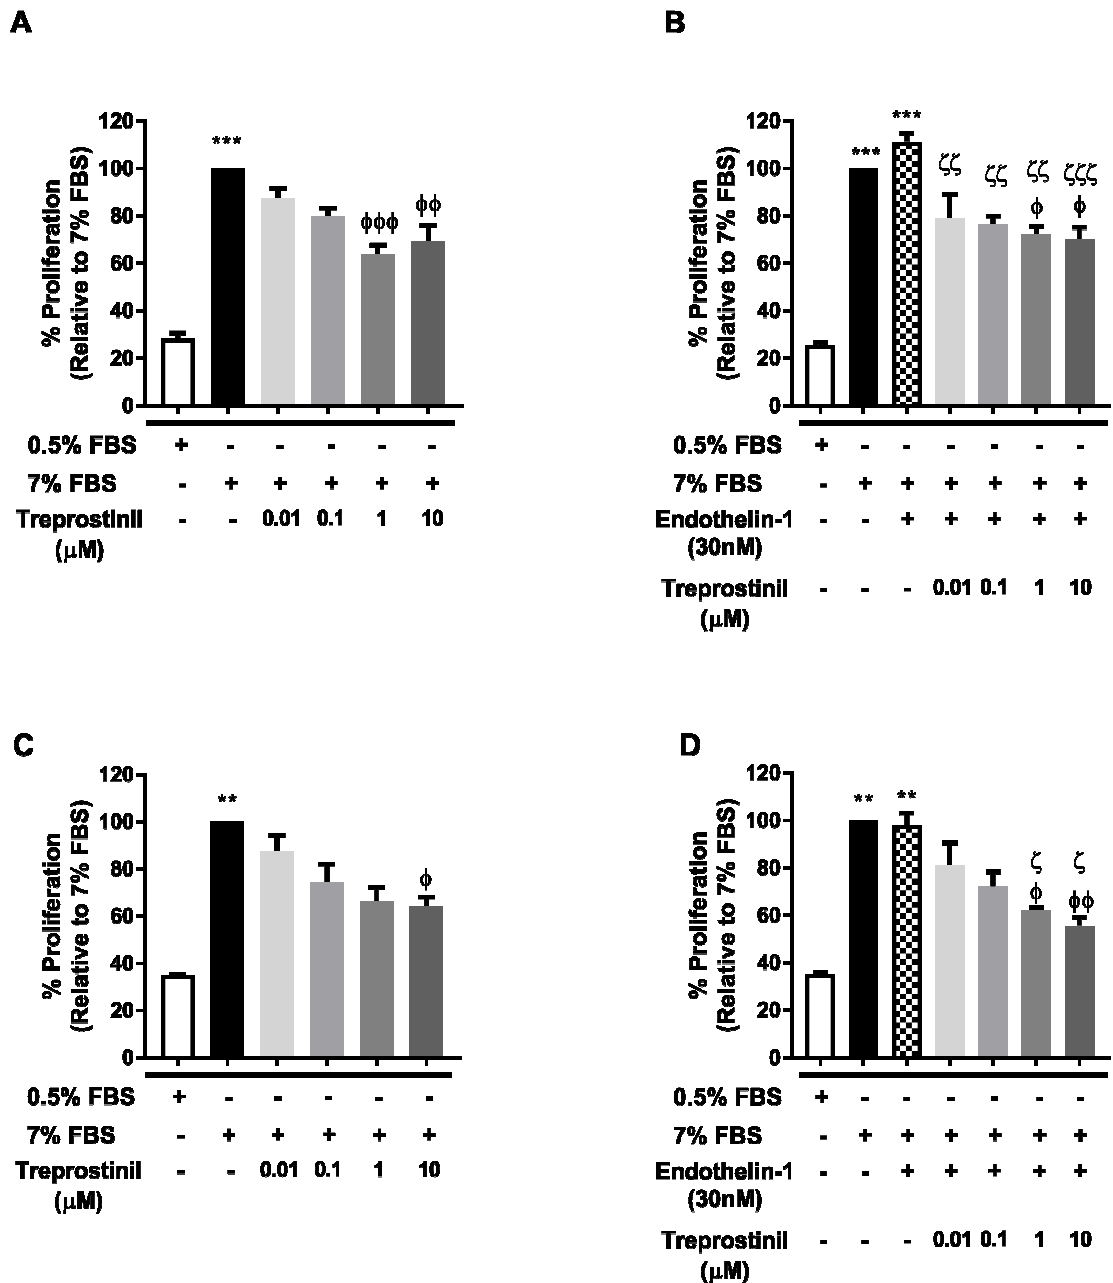 A
% Proliferation
(Relative to 7% FBS)
120
100
80
60
40
20
0
***
ϕϕϕ
ϕϕ
0.5% FBS + - - - - -
7% FBS - + + + + +
Treprostinil - - 0.01 0.1 1 10
(μM)
B
% Proliferation
(Relative to 7% FBS)
120
100
80
60
40
20
0
***
***
ζζ ζζ ζζ ζζζ
ϕ ϕ
0.5% FBS + - - - - - -
7% FBS - + + + + + +
Endothelin-1 - - + + + + +
(30nM)
Treprostinil - - - 0.01 0.1 1 10
(μM)
C
% Proliferation
(Relative to 7% FBS)
120
100
80
60
40
20
0
**
ϕ
0.5% FBS + - - - - -
7% FBS - + + + + +
Treprostinil - - 0.01 0.1 1 10
(μM)
D
% Proliferation
(Relative to 7% FBS)
120
100
80
60
40
20
0
** **
ζ ζ
ϕ ϕϕ
0.5% FBS + - - - - - -
7% FBS - + + + + + +
Endothelin-1 - - + + + + +
(30nM)
Treprostinil - - - 0.01 0.1 1 10
(μM)